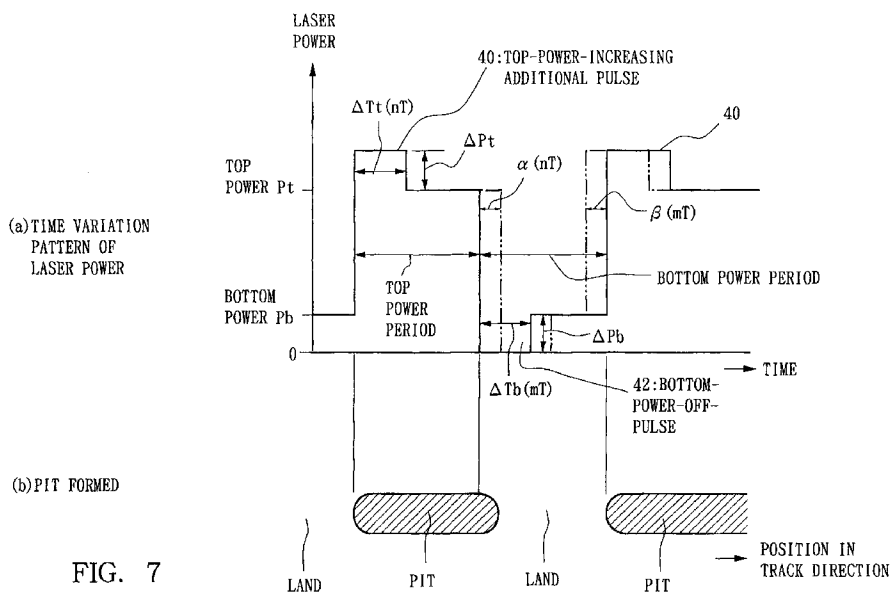 LASER
POWER
40:TOP-POWER-INCREASING
ADDITIONAL PULSE
ΔTt(nT)
40
ΔPt
TOP
POWER Pt
α(nT)
β(mT)
(a)TIME VARIATION
PATTERN OF
LASER POWER
TOP
POWER
PERIOD
BOTTOM POWER PERIOD
BOTTOM
POWER Pb
ΔPb
0
TIME
ΔTb(mT)
42:BOTTOM-
POWER-OFF-
PULSE
(b)PIT FORMED
POSITION IN
TRACK DIRECTION
FIG. 7
LAND
PIT
LAND
PIT